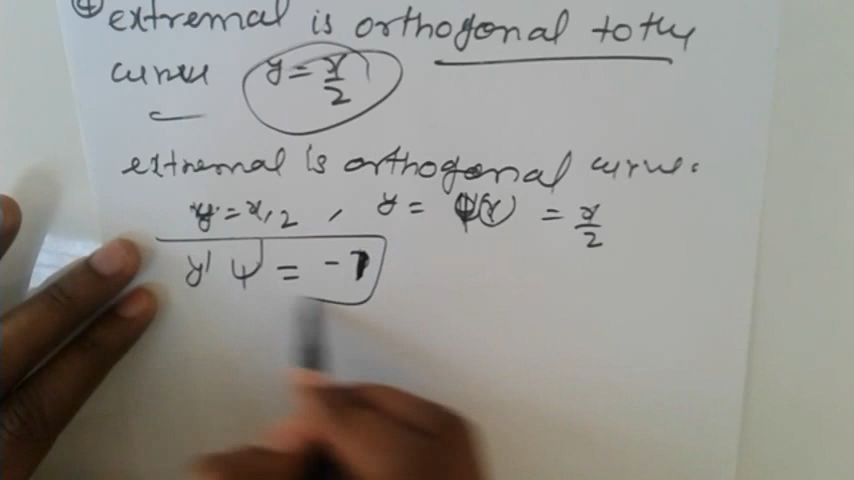 ④ extremal is orthogonal to the
curve y = x/2
extremal is orthogonal curve.
y = x/2 , y = ψ(x) = x/2
y' ψ' = -1